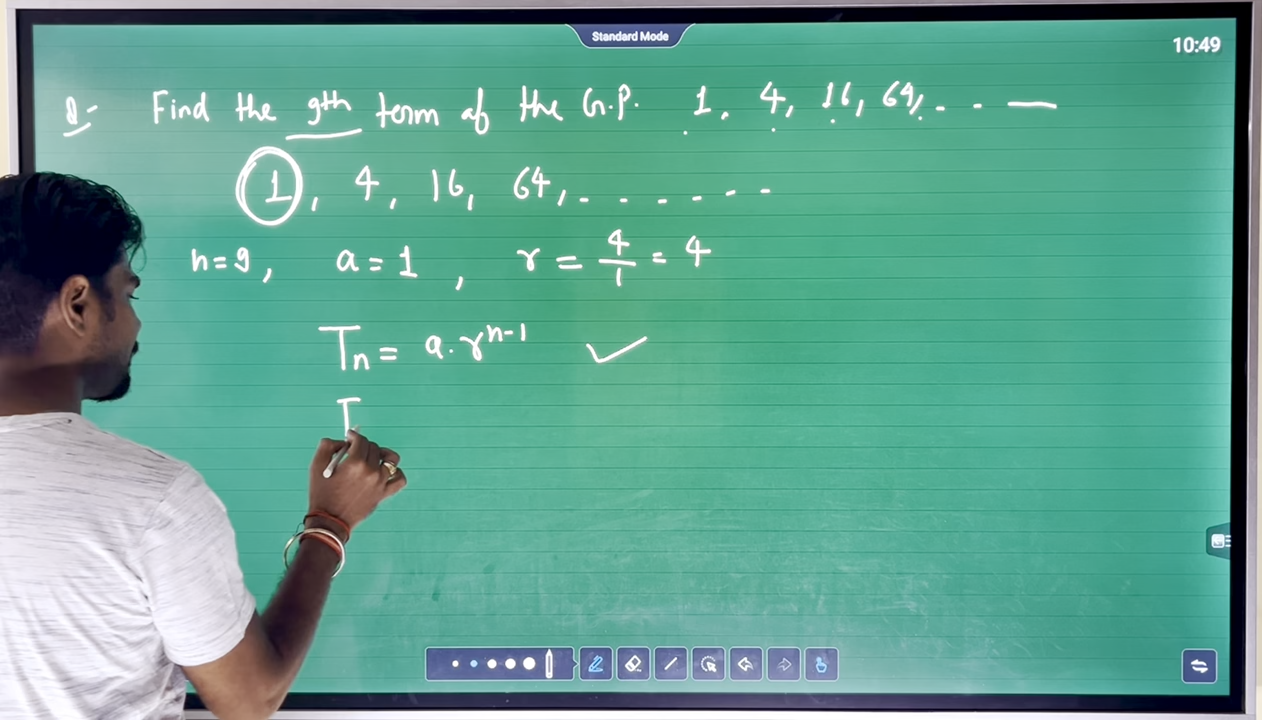 Standard Mode
10:49
Q- Find the 9th term of the G.P. 1, 4, 16, 64, . . . —
1, 4, 16, 64, . . . . . . .
n=9, a=1, r = 4/1 = 4
Tn = a.r^n-1 ✓
T